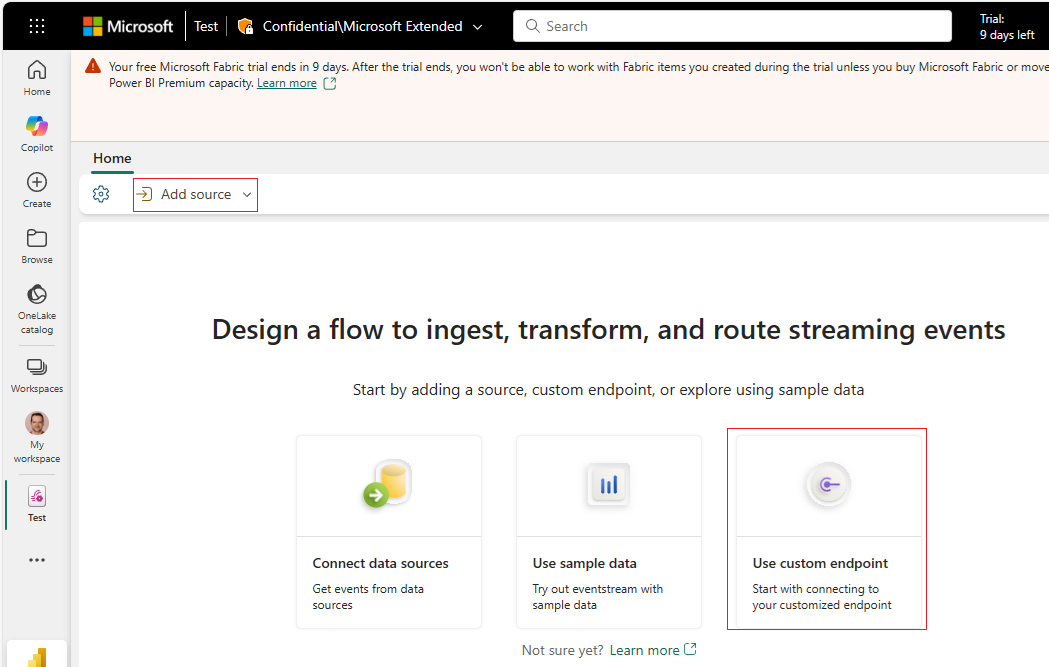 Microsoft Test Confidential\Microsoft Extended Search Trial:
9 days left
Your free Microsoft Fabric trial ends in 9 days. After the trial ends, you won't be able to work with Fabric items you created during the trial unless you buy Microsoft Fabric or move
Power BI Premium capacity. Learn more
Home
Copilot
Create
Browse
OneLake
catalog
Workspaces
My
workspace
Test
Home
Add source
Design a flow to ingest, transform, and route streaming events
Start by adding a source, custom endpoint, or explore using sample data
Connect data sources
Get events from data
sources
Use sample data
Try out eventstream with
sample data
Use custom endpoint
Start with connecting to
your customized endpoint
Not sure yet? Learn more